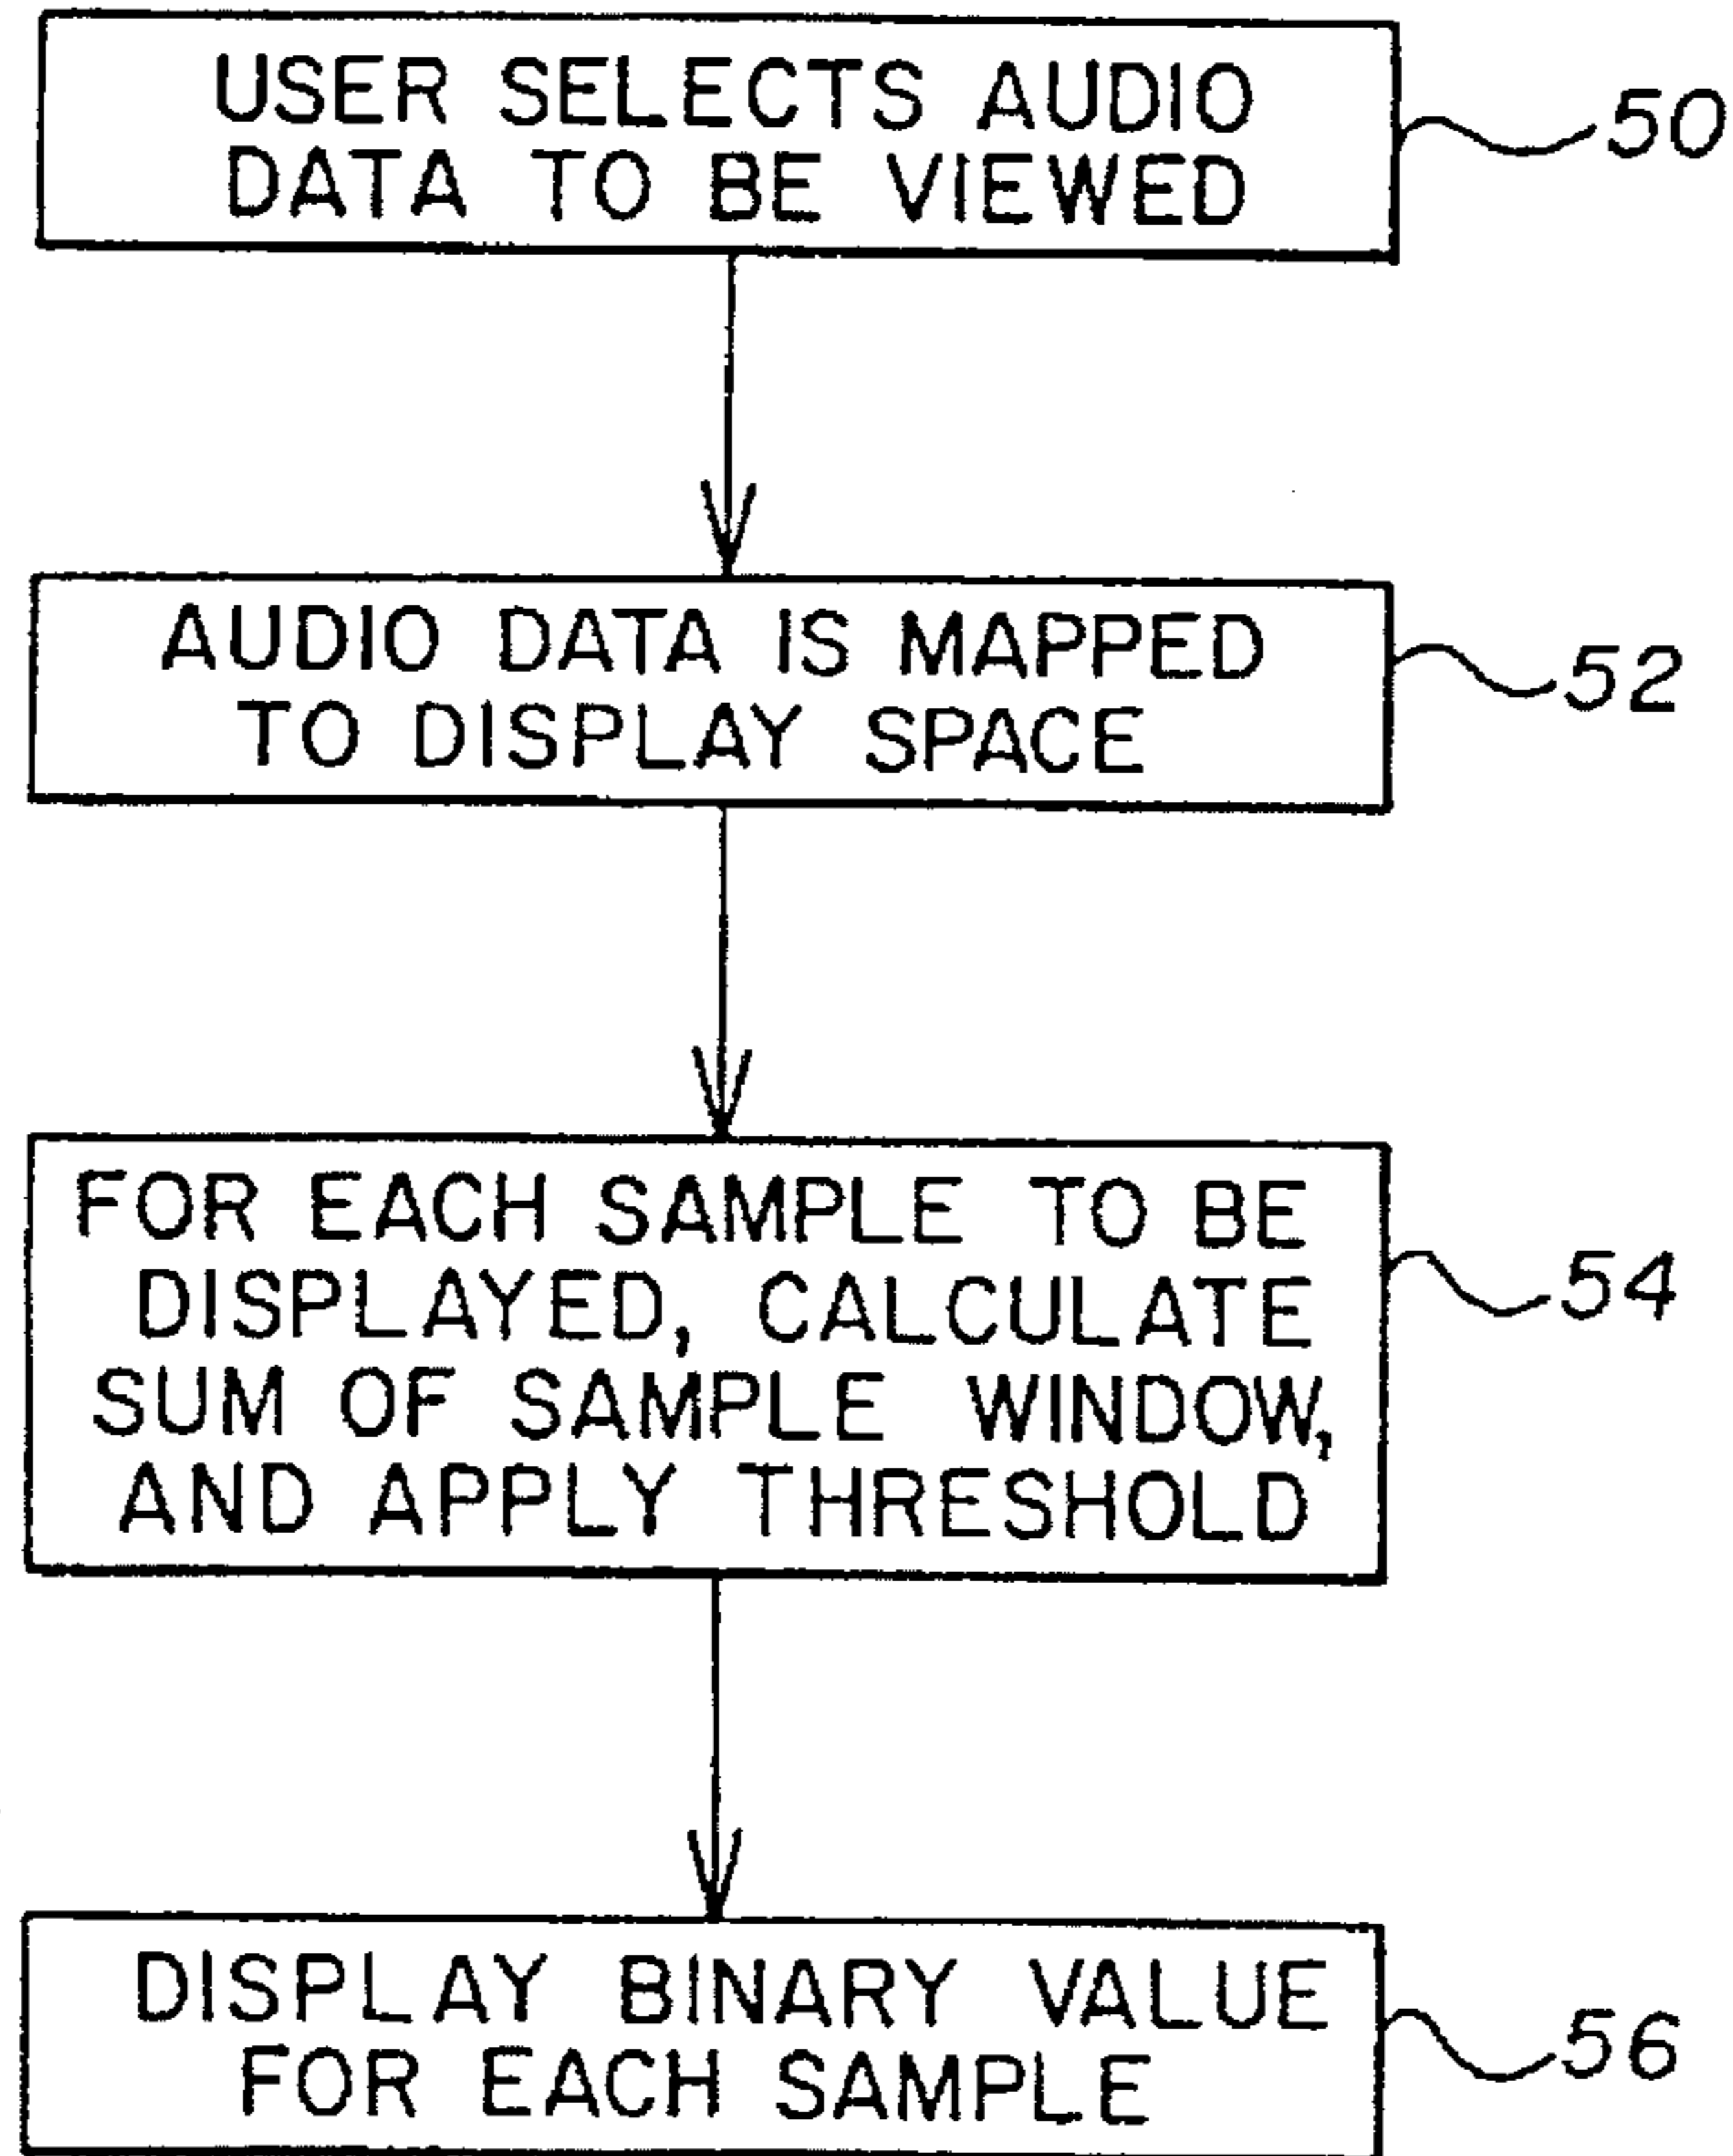 USER SELECTS AUDIO
DATA TO BE VIEWED
50
AUDIO DATA IS MAPPED
TO DISPLAY SPACE
52
FOR EACH SAMPLE TO BE
DISPLAYED, CALCULATE
SUM OF SAMPLE WINDOW,
AND APPLY THRESHOLD
54
DISPLAY BINARY VALUE
FOR EACH SAMPLE
56